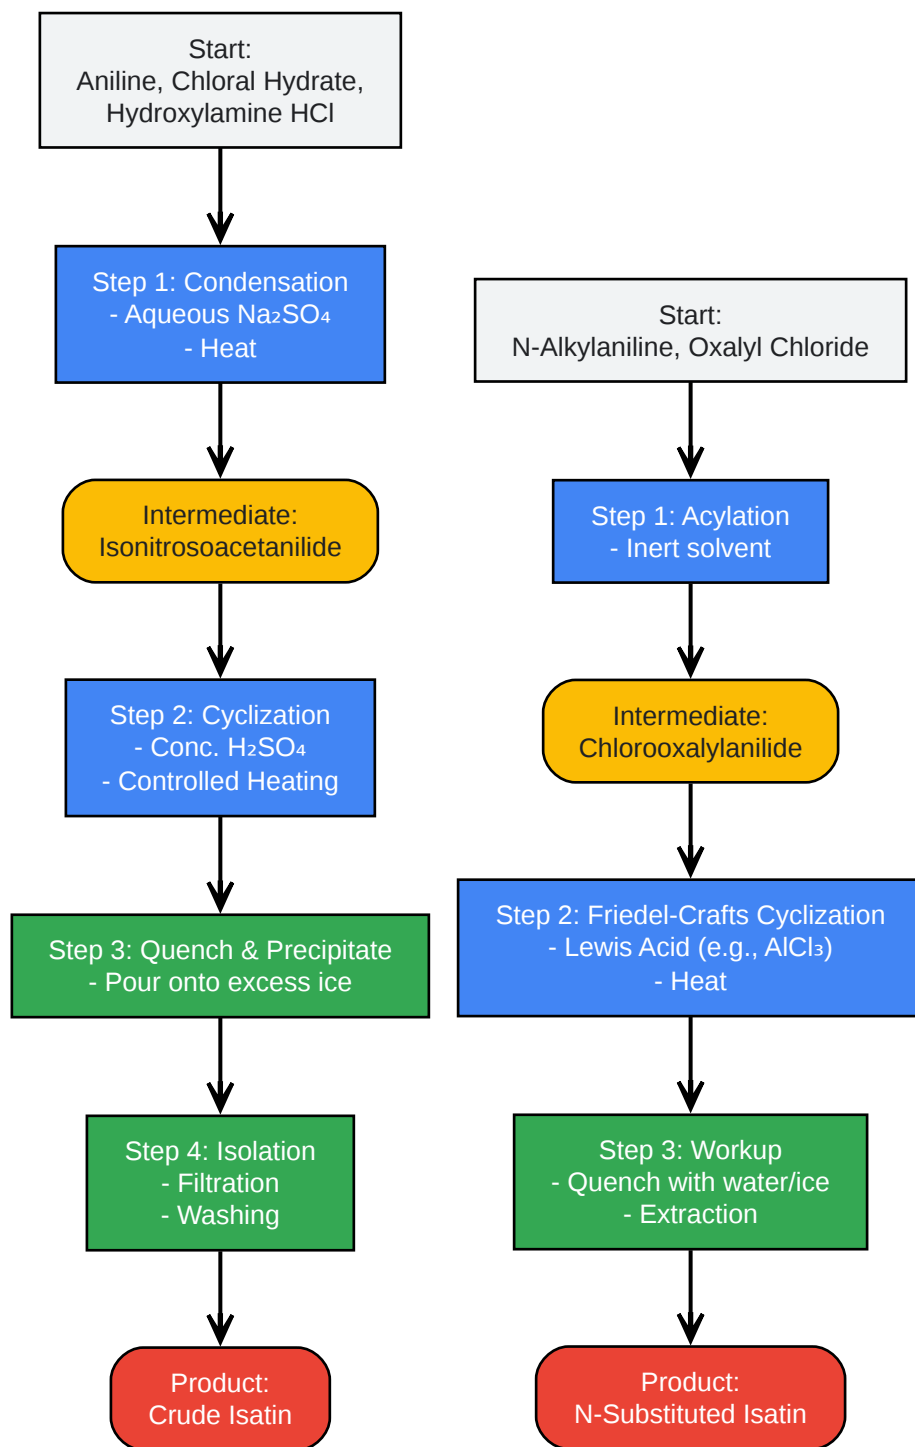 Start:
Aniline, Chloral Hydrate,
Hydroxylamine HCl
Step 1: Condensation
- Aqueous Na₂SO₄
- Heat
Intermediate:
Isonitrosoacetanilide
Step 2: Cyclization
- Conc. H₂SO₄
- Controlled Heating
Step 3: Quench & Precipitate
- Pour onto excess ice
Step 4: Isolation
- Filtration
- Washing
Product:
Crude Isatin
Start:
N-Alkylaniline, Oxalyl Chloride
Step 1: Acylation
- Inert solvent
Intermediate:
Chlorooxalylanilide
Step 2: Friedel-Crafts Cyclization
- Lewis Acid (e.g., AlCl₃)
- Heat
Step 3: Workup
- Quench with water/ice
- Extraction
Product:
N-Substituted Isatin